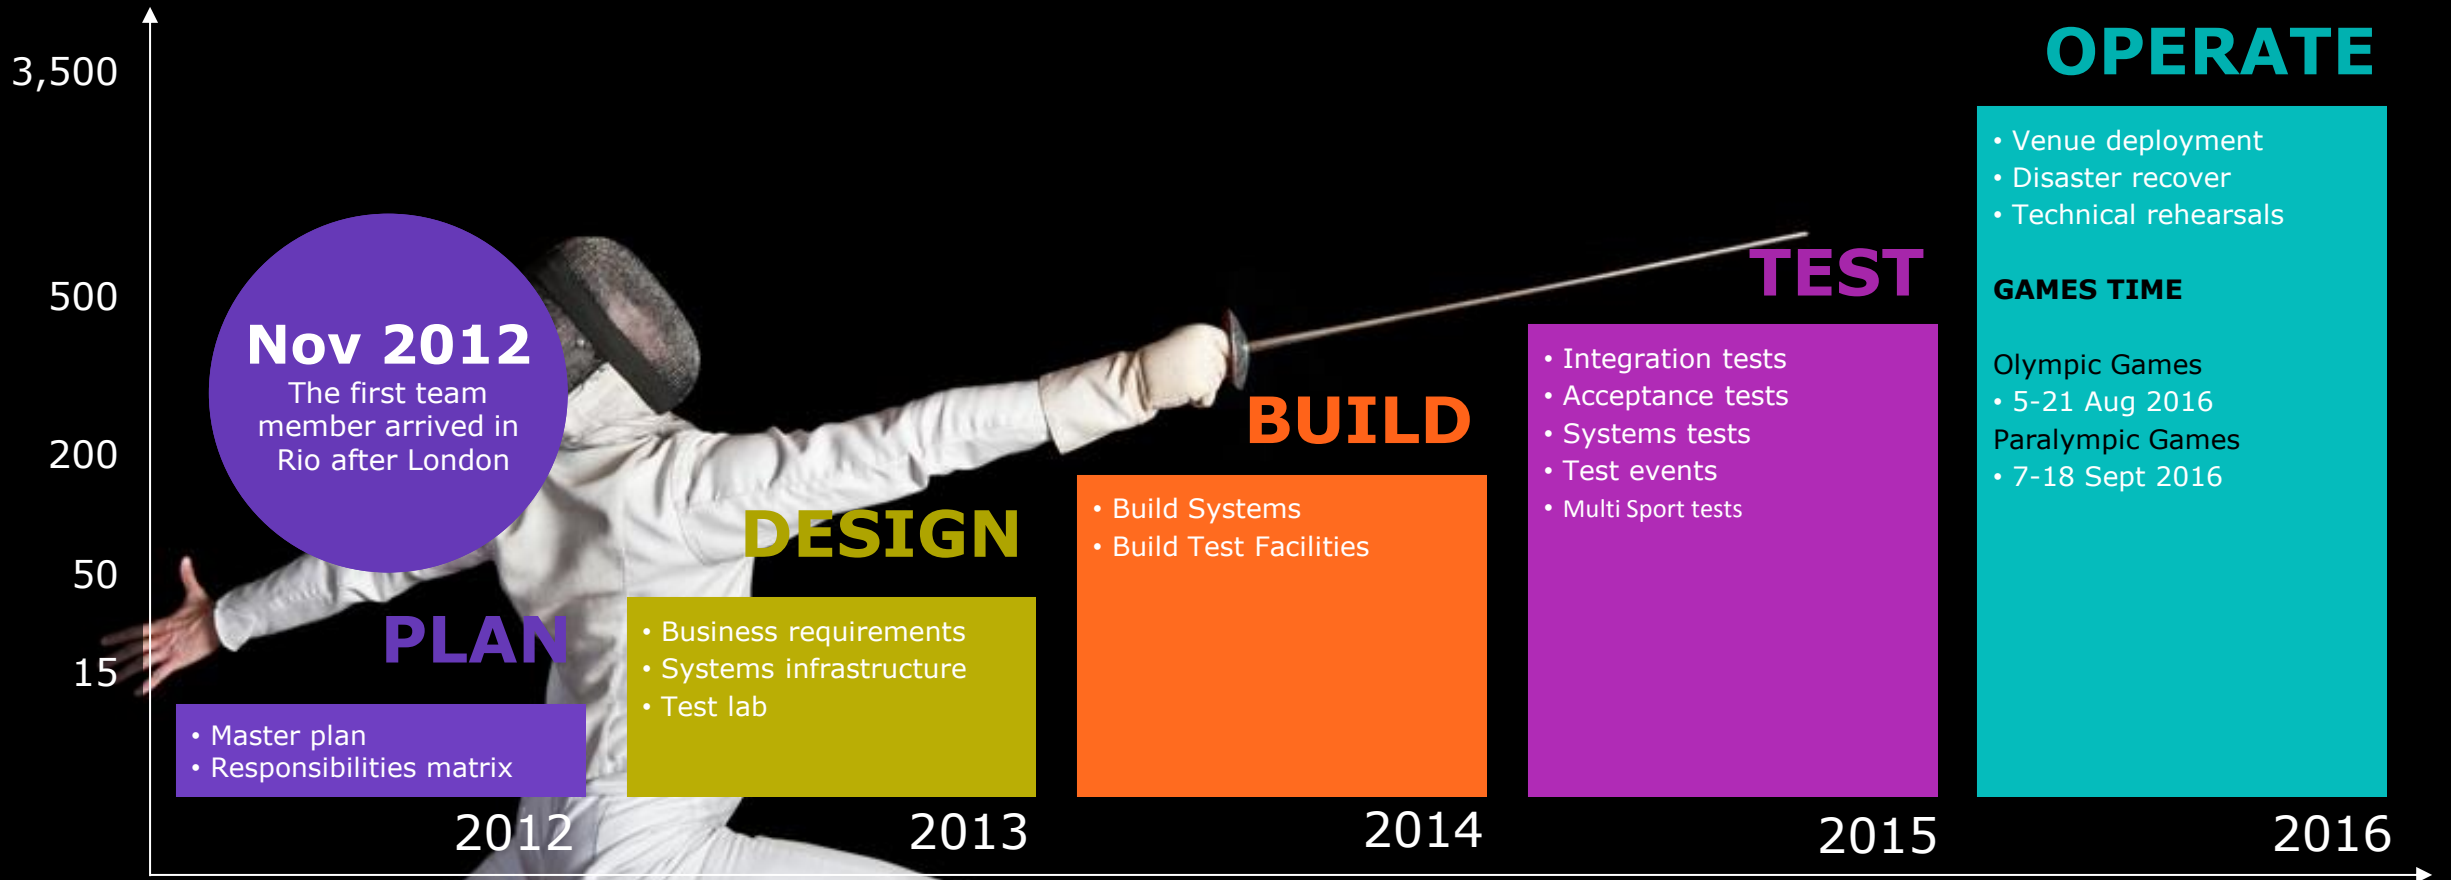 3,500
500
200
50
15
Nov 2012
The first team
member arrived in
Rio after London
PLAN
• Master plan
• Responsibilities matrix
2012
DESIGN
• Business requirements
• Systems infrastructure
• Test lab
2013
BUILD
• Build Systems
• Build Test Facilities
2014
TEST
• Integration tests
• Acceptance tests
• Systems tests
• Test events
• Multi Sport tests
2015
OPERATE
• Venue deployment
• Disaster recover
• Technical rehearsals
GAMES TIME
Olympic Games
• 5-21 Aug 2016
Paralympic Games
• 7-18 Sept 2016
2016